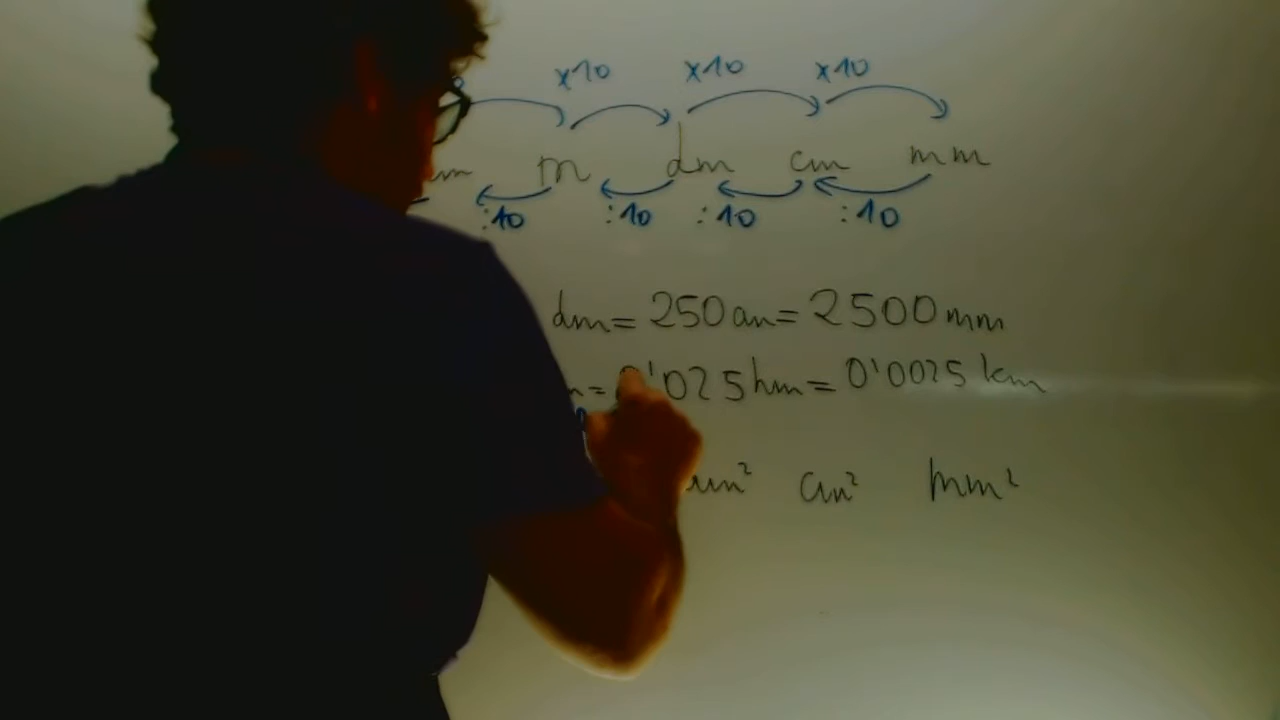 x10 x10 x10
m m dm cm mm
:10 :10 :10 :10
dm = 250 cm = 2500 mm
= 0'025 hm = 0'0025 km
cm² mm²